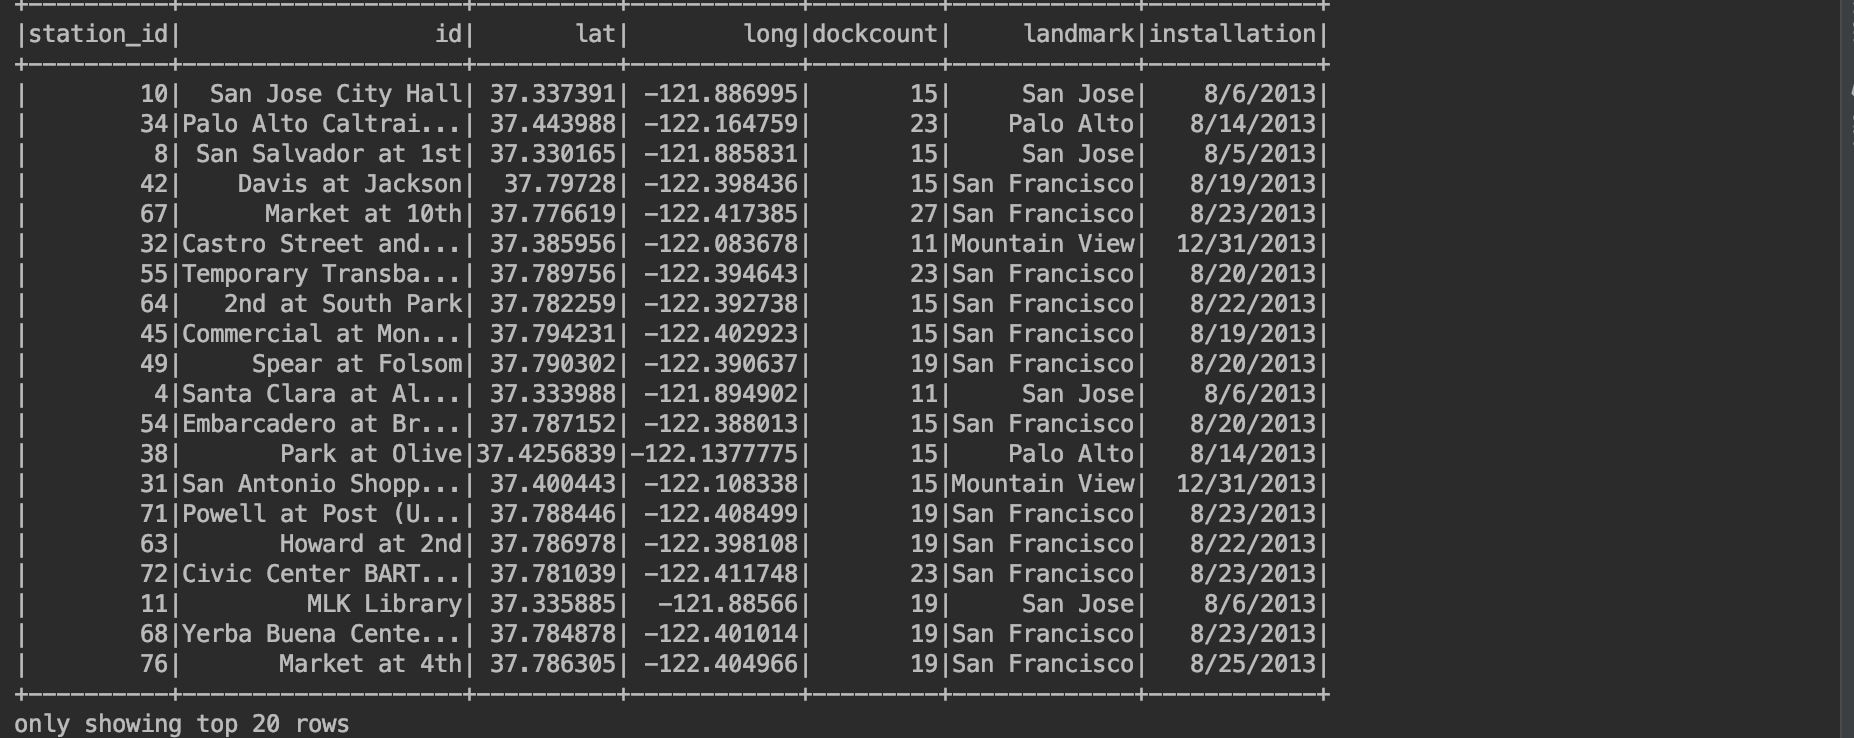 +----------+--------------------+----------+------------+---------+-------------+------------+
|station_id|                  id|       lat|        long|dockcount|     landmark|installation|
+----------+--------------------+----------+------------+---------+-------------+------------+
|        10|  San Jose City Hall| 37.337391| -121.886995|       15|     San Jose|    8/6/2013|
|        34|Palo Alto Caltrai...| 37.443988| -122.164759|       23|    Palo Alto|   8/14/2013|
|         8| San Salvador at 1st| 37.330165| -121.885831|       15|     San Jose|    8/5/2013|
|        42|    Davis at Jackson|  37.79728| -122.398436|       15|San Francisco|   8/19/2013|
|        67|      Market at 10th| 37.776619| -122.417385|       27|San Francisco|   8/23/2013|
|        32|Castro Street and...| 37.385956| -122.083678|       11|Mountain View|  12/31/2013|
|        55|Temporary Transba...| 37.789756| -122.394643|       23|San Francisco|   8/20/2013|
|        64|   2nd at South Park| 37.782259| -122.392738|       15|San Francisco|   8/22/2013|
|        45|Commercial at Mon...| 37.794231| -122.402923|       15|San Francisco|   8/19/2013|
|        49|     Spear at Folsom| 37.790302| -122.390637|       19|San Francisco|   8/20/2013|
|         4|Santa Clara at Al...| 37.333988| -121.894902|       11|     San Jose|    8/6/2013|
|        54|Embarcadero at Br...| 37.787152| -122.388013|       15|San Francisco|   8/20/2013|
|        38|       Park at Olive|37.4256839|-122.1377775|       15|    Palo Alto|   8/14/2013|
|        31|San Antonio Shopp...| 37.400443| -122.108338|       15|Mountain View|  12/31/2013|
|        71|Powell at Post (U...| 37.788446| -122.408499|       19|San Francisco|   8/23/2013|
|        63|       Howard at 2nd| 37.786978| -122.398108|       19|San Francisco|   8/22/2013|
|        72|Civic Center BART...| 37.781039| -122.411748|       23|San Francisco|   8/23/2013|
|        11|         MLK Library| 37.335885|  -121.88566|       19|     San Jose|    8/6/2013|
|        68|Yerba Buena Cente...| 37.784878| -122.401014|       19|San Francisco|   8/23/2013|
|        76|       Market at 4th| 37.786305| -122.404966|       19|San Francisco|   8/25/2013|
+----------+--------------------+----------+------------+---------+-------------+------------+
only showing top 20 rows